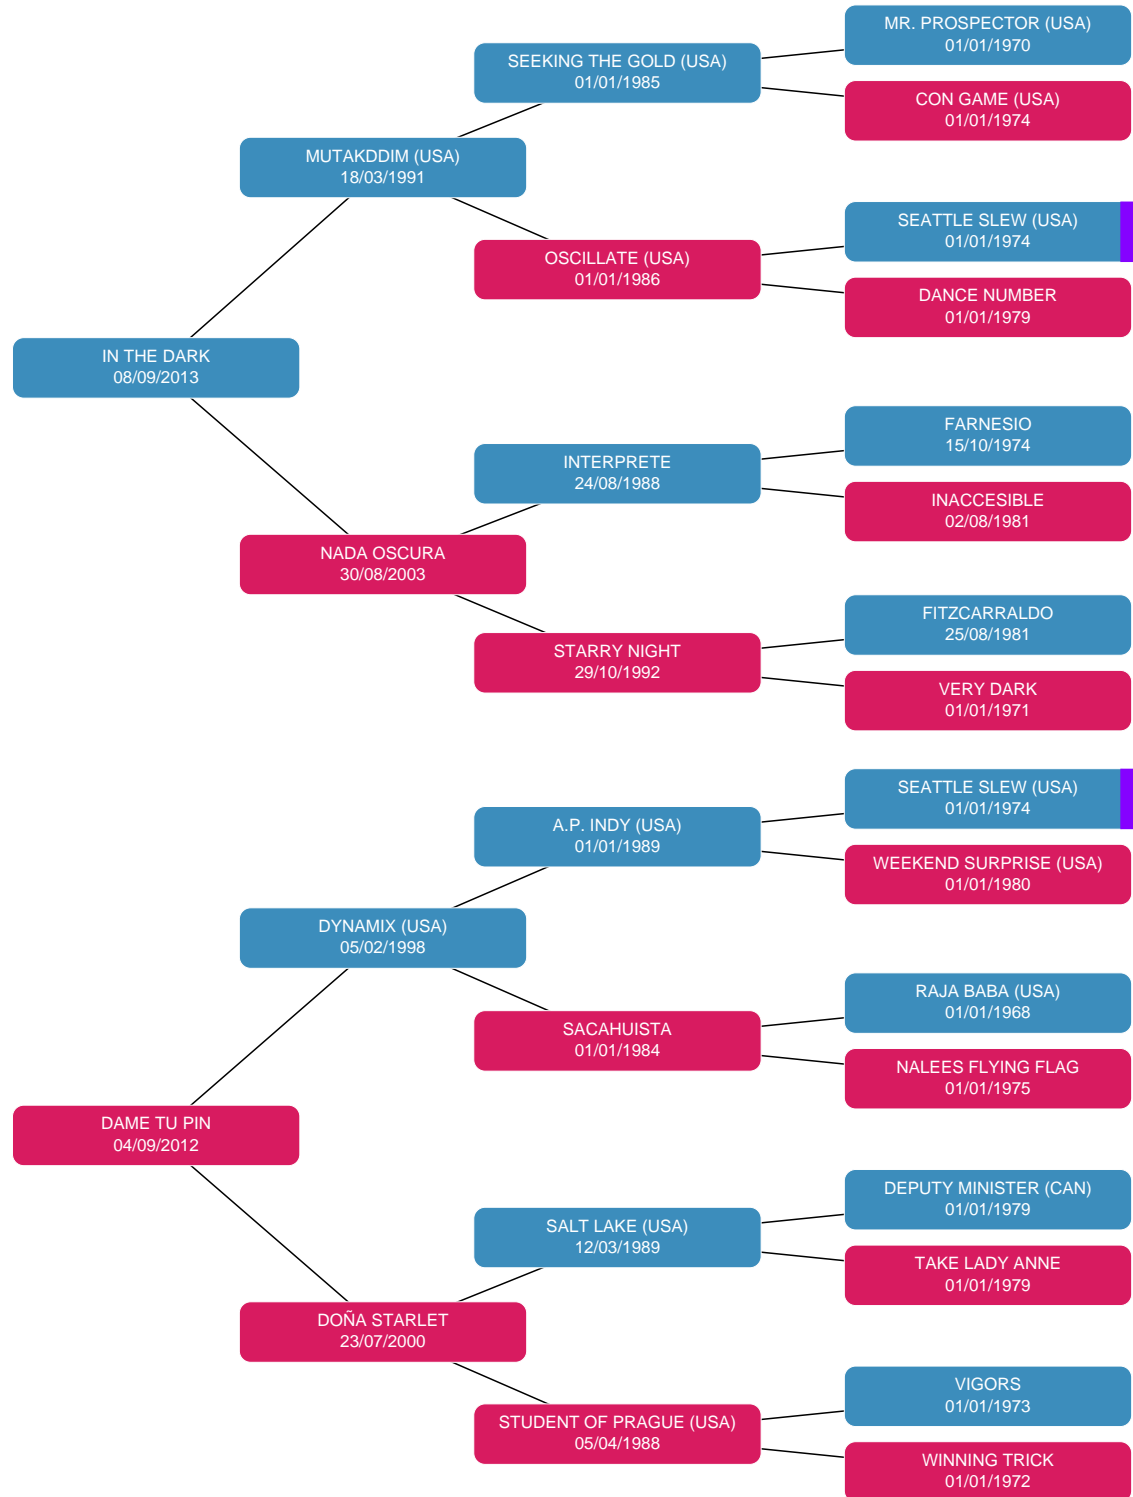 MR. PROSPECTOR (USA)
01/01/1970
SEEKING THE GOLD (USA)
01/01/1985
CON GAME (USA)
01/01/1974
MUTAKDDIM (USA)
18/03/1991
SEATTLE SLEW (USA)
01/01/1974
OSCILLATE (USA)
01/01/1986
DANCE NUMBER
01/01/1979
IN THE DARK
08/09/2013
FARNESIO
15/10/1974
INTERPRETE
24/08/1988
INACCESIBLE
02/08/1981
NADA OSCURA
30/08/2003
FITZCARRALDO
25/08/1981
STARRY NIGHT
29/10/1992
VERY DARK
01/01/1971
SEATTLE SLEW (USA)
01/01/1974
A.P. INDY (USA)
01/01/1989
WEEKEND SURPRISE (USA)
01/01/1980
DYNAMIX (USA)
05/02/1998
RAJA BABA (USA)
01/01/1968
SACAHUISTA
01/01/1984
NALEES FLYING FLAG
01/01/1975
DAME TU PIN
04/09/2012
DEPUTY MINISTER (CAN)
01/01/1979
SALT LAKE (USA)
12/03/1989
TAKE LADY ANNE
01/01/1979
DOÑA STARLET
23/07/2000
VIGORS
01/01/1973
STUDENT OF PRAGUE (USA)
05/04/1988
WINNING TRICK
01/01/1972